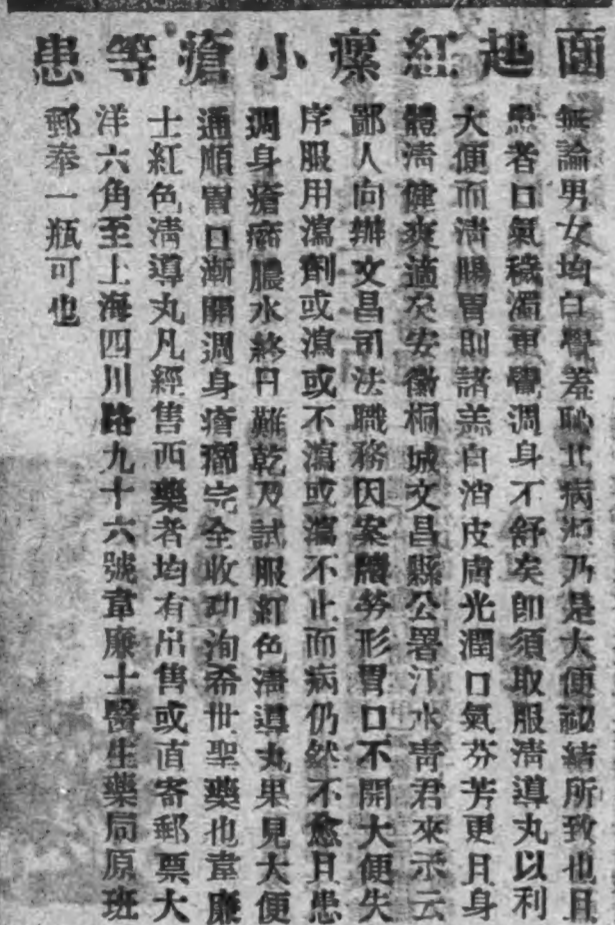 面起紅瘰小瘡等患
無論男女均自覺羞恥此病源乃是大便祕結所致也且
患者口氣穢濁更覺週身不舒矣即須取服淸導丸以利
大便而淸腸胃則諸恙自消皮膚光潤口氣芬芳更且身
體淸健爽適矣安徽桐城文昌縣公署汪水靑君來示云
鄙人向辦文昌司法職務因案牘勞形胃口不開大便失
序服用瀉劑或瀉或不瀉或瀉不止而病仍然不愈且患
週身瘡癤膿水終日難乾乃試服紅色淸導丸果見大便
通順胃口漸開週身瘡癤完全收功洵希世聖藥也韋廉
士紅色淸導丸凡經售西藥者均有出售或直寄郵票大
洋六角至上海四川路九十六號韋廉士醫生藥局原班
郵奉一瓶可也